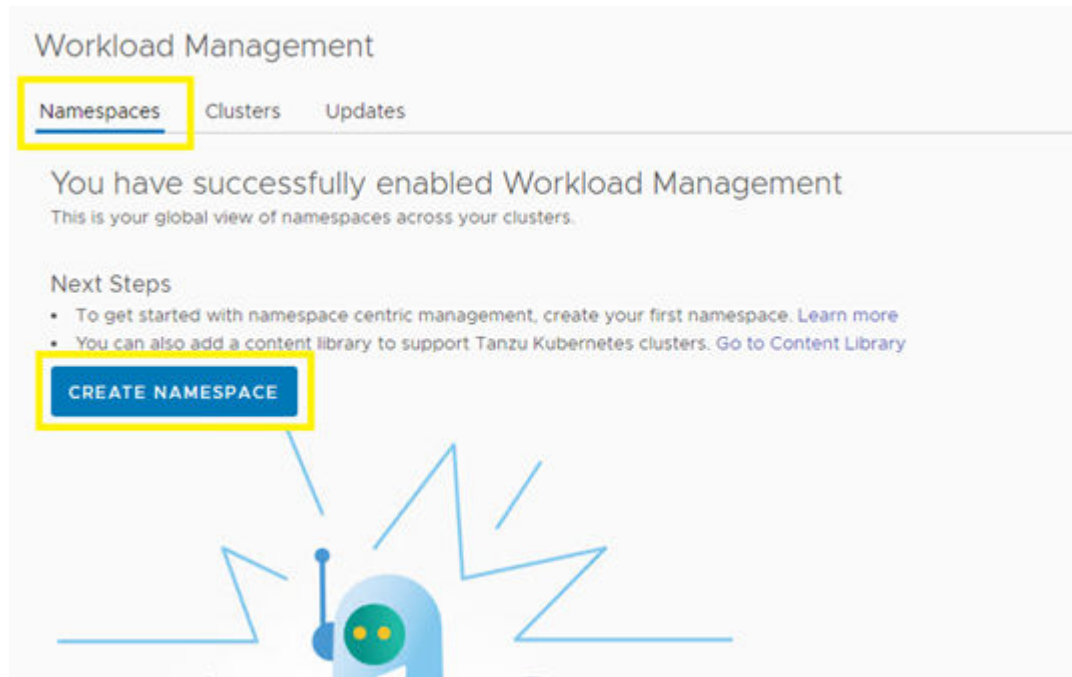 Workload Management
Namespaces Clusters Updates
You have successfully enabled Workload Management
This is your global view of namespaces across your clusters.
Next Steps
• To get started with namespace centric management, create your first namespace. Learn more
• You can also add a content library to support Tanzu Kubernetes clusters. Go to Content Library
CREATE NAMESPACE